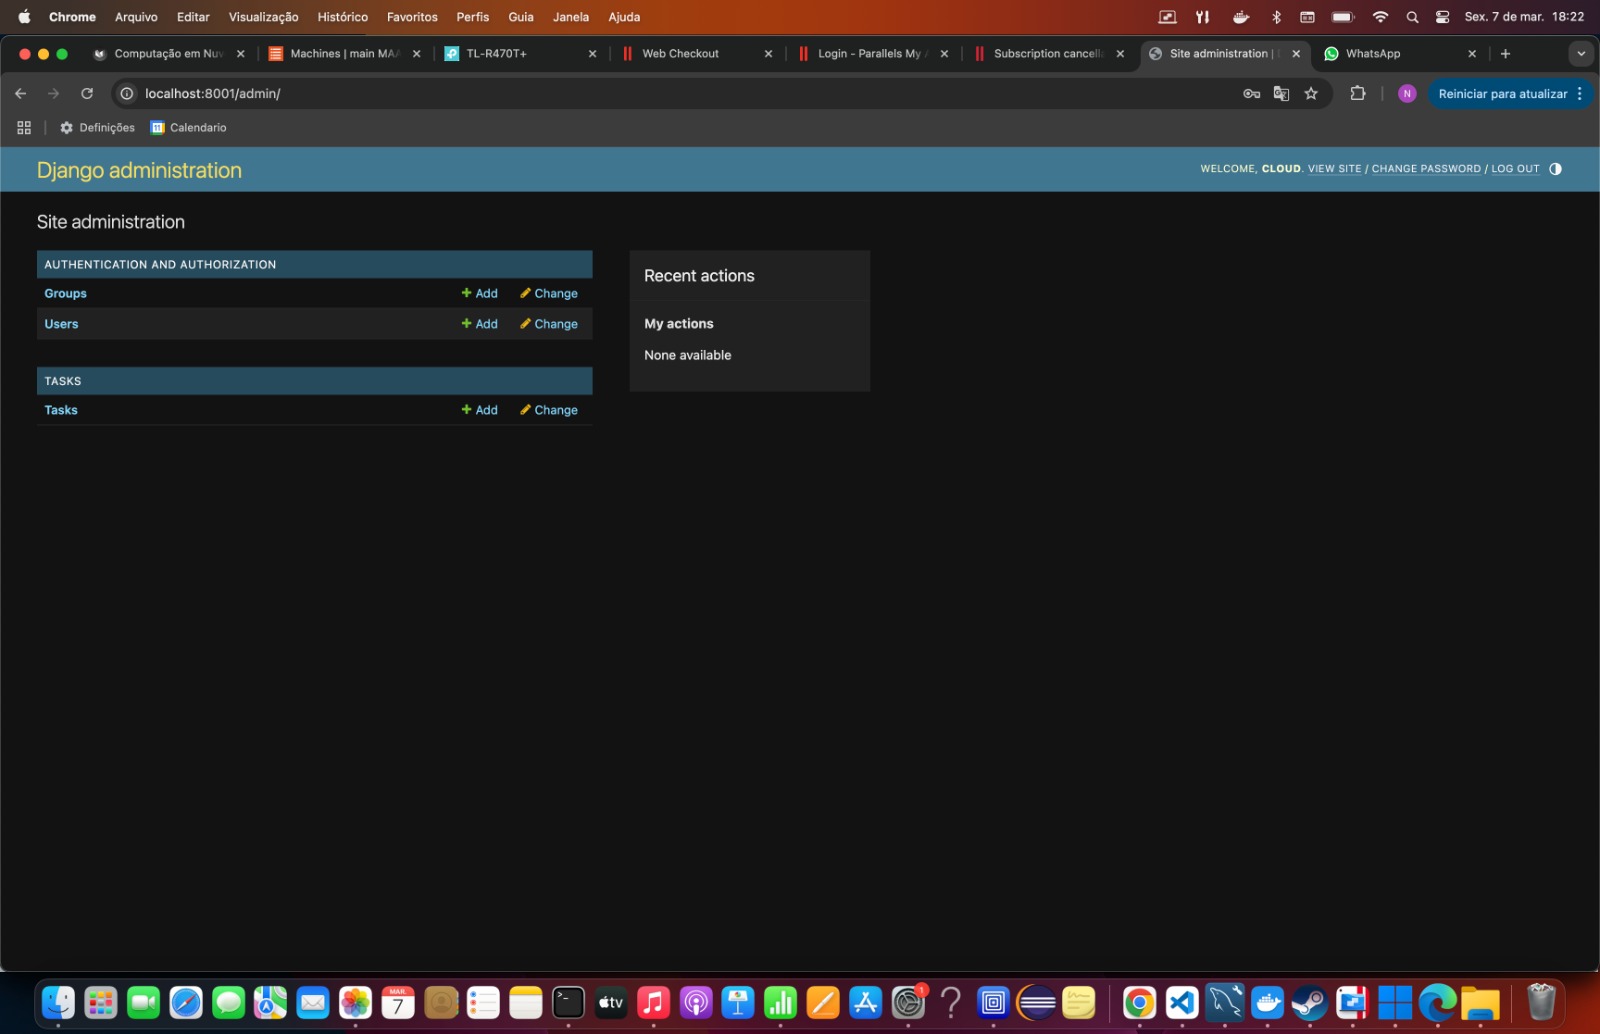 Chrome Arquivo Editar Visualização Histórico Favoritos Perfis Guia Janela Ajuda Sex. 7 de mar. 18:22
Computação em Nuv Machines | main MAA TL-R470T+ Web Checkout Login - Parallels My A Subscription cancell Site administration | WhatsApp
localhost:8001/admin/ N Reiniciar para atualizar
Definições Calendario
Django administration WELCOME, CLOUD. VIEW SITE / CHANGE PASSWORD / LOG OUT
Site administration
AUTHENTICATION AND AUTHORIZATION
Groups Add Change
Users Add Change
TASKS
Tasks Add Change
Recent actions
My actions
None available
MAR. 7 tv 1